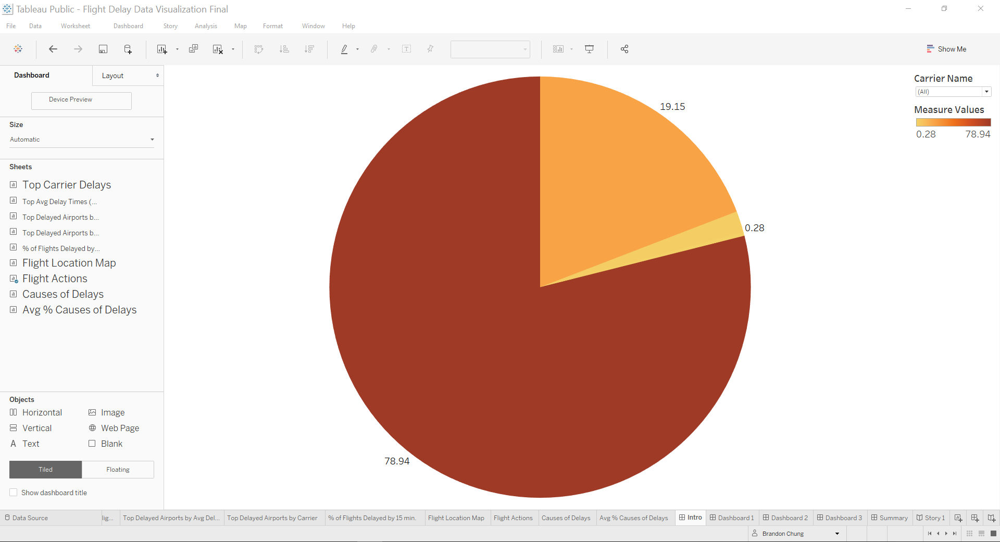 Tableau Public - Flight Delay Data Visualization Final
File Data Worksheet Dashboard Story Analysis Map Format Window Help
Show Me
Dashboard Layout
Device Preview
Size
Automatic
Sheets
Top Carrier Delays
Top Avg Delay Times (...
Top Delayed Airports b...
Top Delayed Airports b...
% of Flights Delayed by...
Flight Location Map
Flight Actions
Causes of Delays
Avg % Causes of Delays
Objects
Horizontal Image
Vertical Web Page
A Text Blank
Tiled Floating
Show dashboard title
19.15
0.28
78.94
Carrier Name
(All)
Measure Values
0.28 78.94
Data Source lig... Top Delayed Airports by Avg Del... Top Delayed Airports by Carrier % of Flights Delayed by 15 min. Flight Location Map Flight Actions Causes of Delays Avg % Causes of Delays Intro Dashboard 1 Dashboard 2 Dashboard 3 Summary Story 1
Brandon Chung